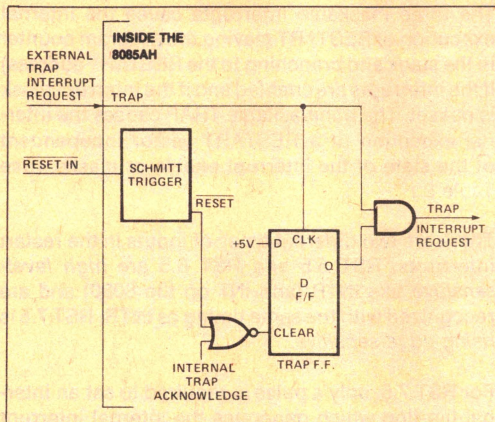 INSIDE THE
8085AH
EXTERNAL
TRAP
INTERRUPT
REQUEST
TRAP
RESET IN
SCHMITT
TRIGGER
RESET
+5V
D
CLK
Q
D
F/F
CLEAR
TRAP F.F.
INTERNAL
TRAP
ACKNOWLEDGE
TRAP
INTERRUPT
REQUEST